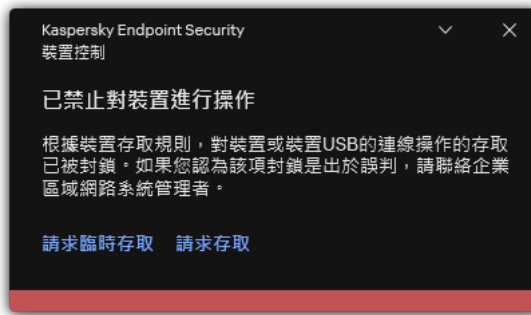 Kaspersky Endpoint Security
裝置控制
已禁止對裝置進行操作
根據裝置存取規則，對裝置或裝置USB的連線操作的存取
已被封鎖。如果您認為該項封鎖是出於誤判，請聯絡企業
區域網路系統管理者。
請求臨時存取 請求存取